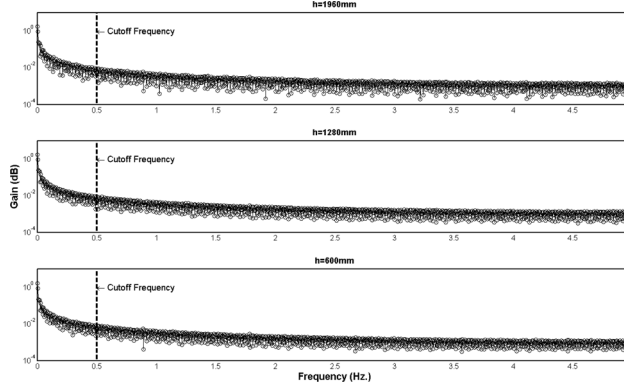 h=1960mm
10^0
10^-2
10^-4
Cutoff Frequency
0 0.5 1 1.5 2 2.5 3 3.5 4 4.5
h=1280mm
10^0
10^-2
10^-4
Cutoff Frequency
0 0.5 1 1.5 2 2.5 3 3.5 4 4.5
Gain (dB)
h=600mm
10^0
10^-2
10^-4
Cutoff Frequency
0 0.5 1 1.5 2 2.5 3 3.5 4 4.5
Frequency (Hz.)